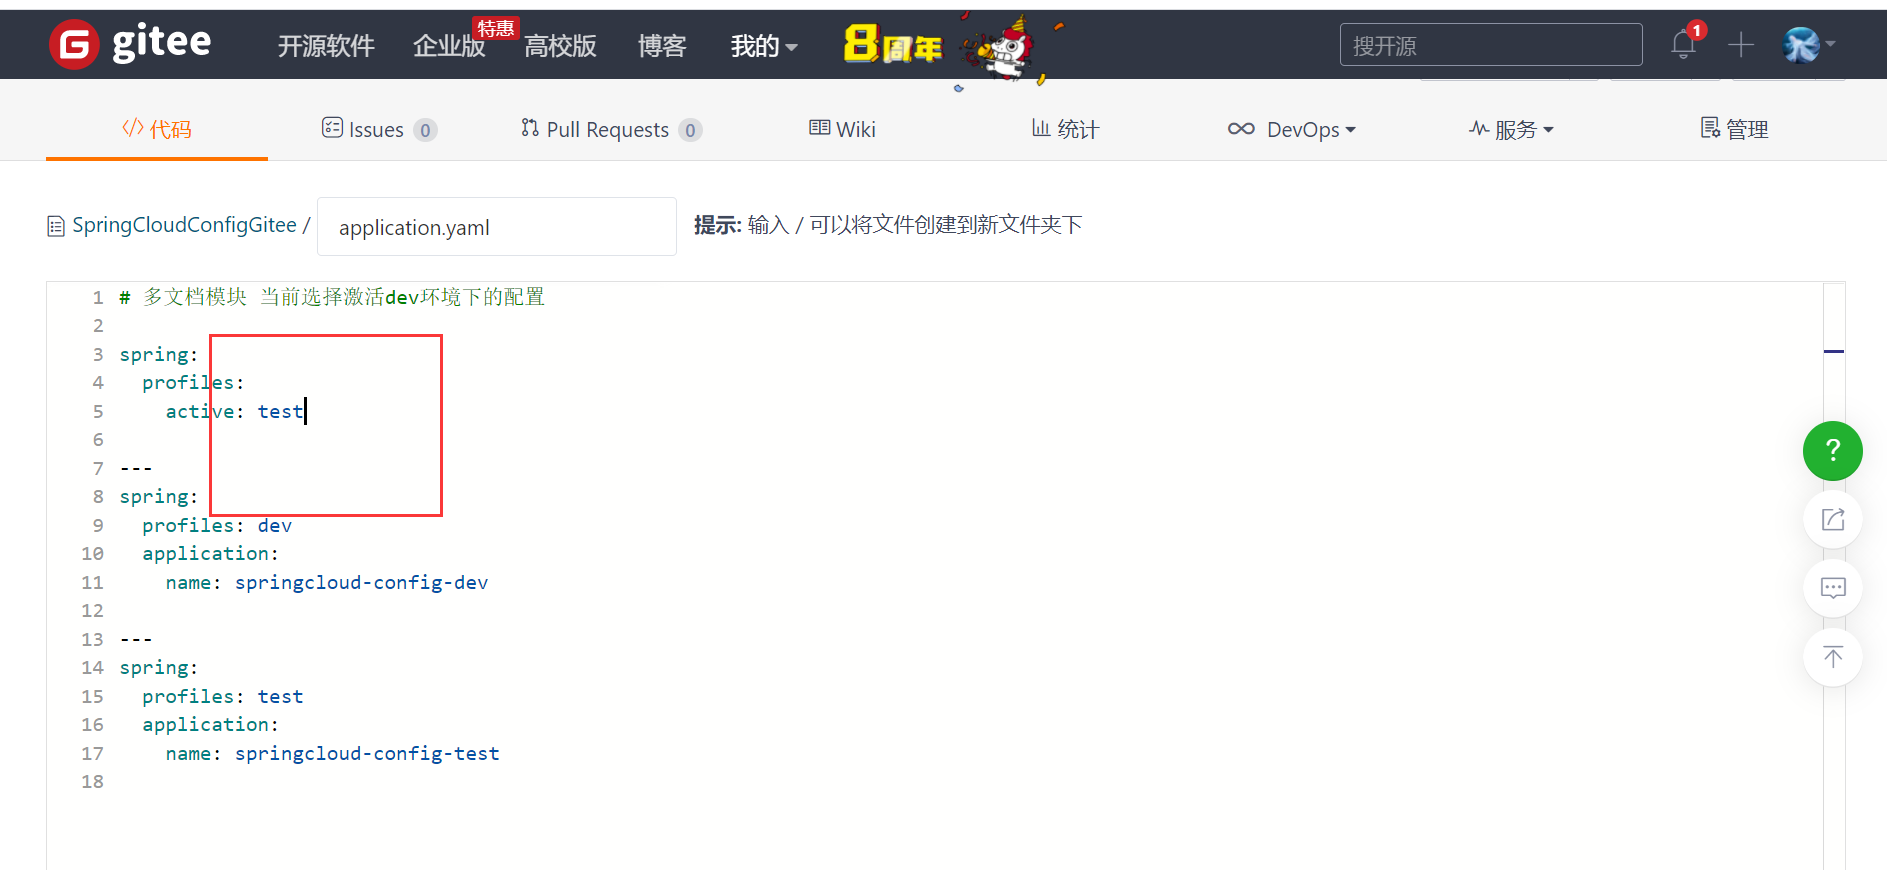 gitee 开源软件 企业版 特惠 高校版 博客 我的 8周年 搜开源 1
代码 Issues 0 Pull Requests 0 Wiki 统计 DevOps 服务 管理
SpringCloudConfigGitee / application.yaml 提示: 输入 / 可以将文件创建到新文件夹下
1 # 多文档模块 当前选择激活dev环境下的配置
2
3 spring:
4   profiles:
5     active: test
6
7 ---
8 spring:
9   profiles: dev
10   application:
11     name: springcloud-config-dev
12
13 ---
14 spring:
15   profiles: test
16   application:
17     name: springcloud-config-test
18
?